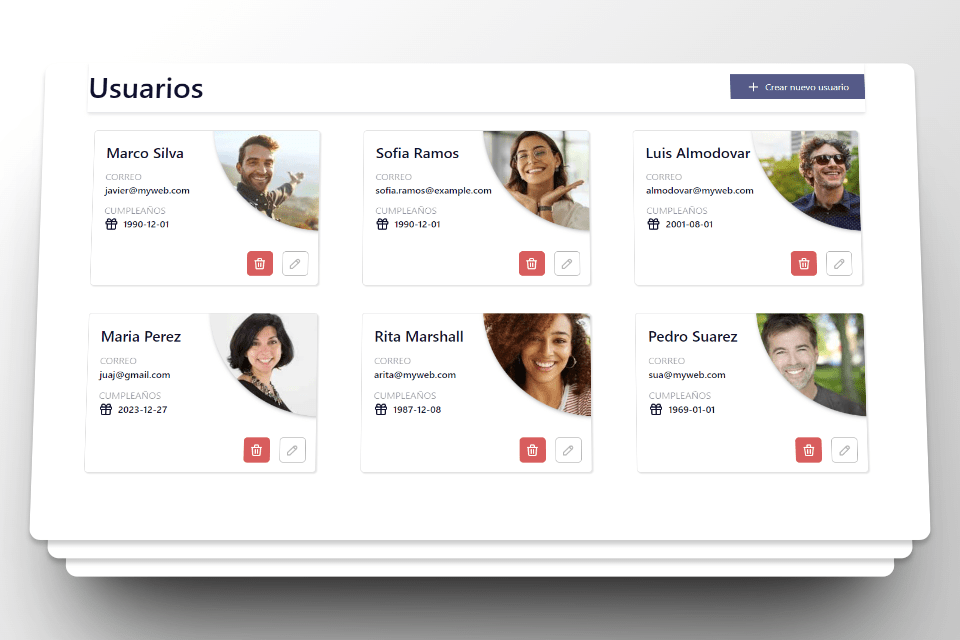 Usuarios
Crear nuevo usuario
Marco Silva
CORREO
javier@myweb.com
CUMPLEAÑOS
1990-12-01
Sofia Ramos
CORREO
sofia.ramos@example.com
CUMPLEAÑOS
1990-12-01
Luis Almodovar
CORREO
almodovar@myweb.com
CUMPLEAÑOS
2001-08-01
Maria Perez
CORREO
juaj@gmail.com
CUMPLEAÑOS
2023-12-27
Rita Marshall
CORREO
arita@myweb.com
CUMPLEAÑOS
1987-12-08
Pedro Suarez
CORREO
sua@myweb.com
CUMPLEAÑOS
1969-01-01